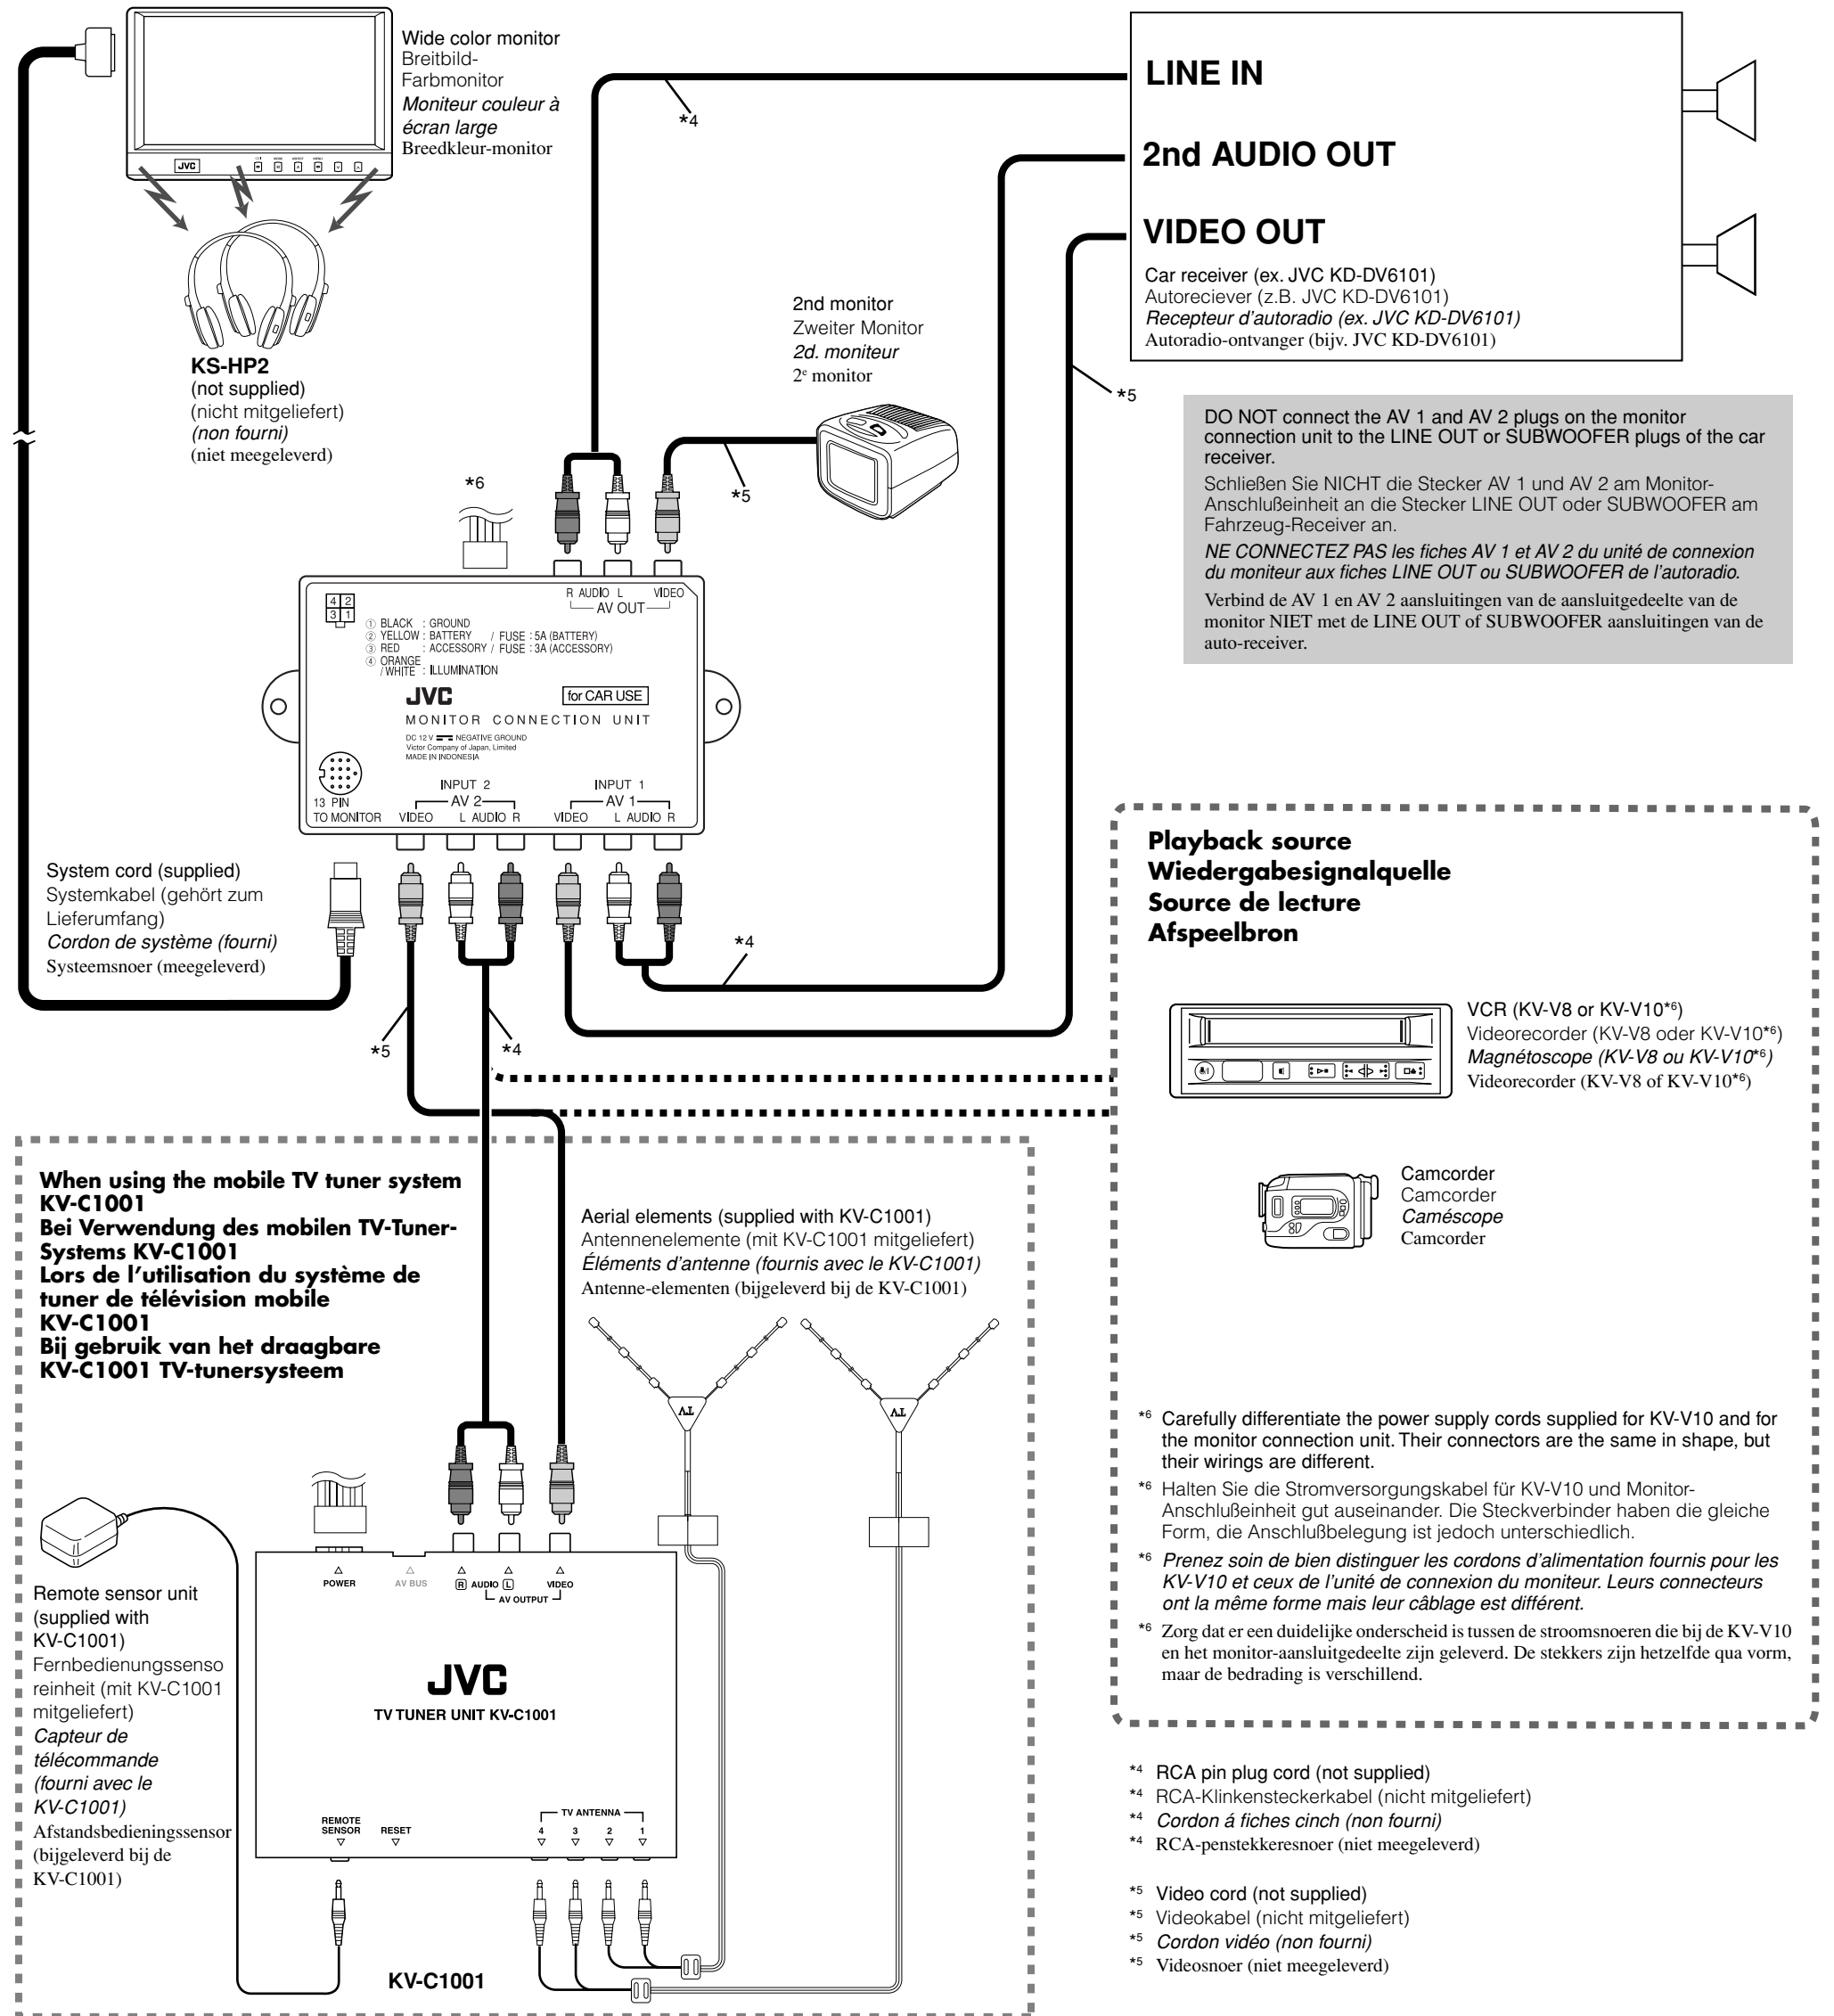 Wide color monitor
Breitbild-
Farbmonitor
Moniteur couleur à
écran large
Breedkleur-monitor
JVC
KS-HP2
(not supplied)
(nicht mitgeliefert)
(non fourni)
(niet meegeleverd)
*4
LINE IN
2nd AUDIO OUT
VIDEO OUT
Car receiver (ex. JVC KD-DV6101)
Autoreciever (z.B. JVC KD-DV6101)
Recepteur d'autoradio (ex. JVC KD-DV6101)
Autoradio-ontvanger (bijv. JVC KD-DV6101)
2nd monitor
Zweiter Monitor
2d. moniteur
2e monitor
*5
*5
*6
DO NOT connect the AV 1 and AV 2 plugs on the monitor
connection unit to the LINE OUT or SUBWOOFER plugs of the car
receiver.
Schließen Sie NICHT die Stecker AV 1 und AV 2 am Monitor-
Anschlußeinheit an die Stecker LINE OUT oder SUBWOOFER am
Fahrzeug-Receiver an.
NE CONNECTEZ PAS les fiches AV 1 et AV 2 du unité de connexion
du moniteur aux fiches LINE OUT ou SUBWOOFER de l'autoradio.
Verbind de AV 1 en AV 2 aansluitingen van de aansluitgedeelte van de
monitor NIET met de LINE OUT of SUBWOOFER aansluitingen van de
auto-receiver.
R AUDIO L VIDEO
AV OUT
4 2
3 1
① BLACK : GROUND
② YELLOW : BATTERY / FUSE : 5A (BATTERY)
③ RED : ACCESSORY / FUSE : 3A (ACCESSORY)
④ ORANGE
/ WHITE : ILLUMINATION
JVC
for CAR USE
MONITOR CONNECTION UNIT
DC 12 V NEGATIVE GROUND
Victor Company of Japan, Limited
MADE IN INDONESIA
INPUT 2 INPUT 1
13 PIN AV 2 AV 1
TO MONITOR VIDEO L AUDIO R VIDEO L AUDIO R
System cord (supplied)
Systemkabel (gehört zum
Lieferumfang)
Cordon de système (fourni)
Systeemsnoer (meegeleverd)
*4
*5
*4
Playback source
Wiedergabesignalquelle
Source de lecture
Afspeelbron
VCR (KV-V8 or KV-V10*6)
Videorecorder (KV-V8 oder KV-V10*6)
Magnétoscope (KV-V8 ou KV-V10*6)
Videorecorder (KV-V8 of KV-V10*6)
Camcorder
Camcorder
Caméscope
Camcorder
*6 Carefully differentiate the power supply cords supplied for KV-V10 and for
the monitor connection unit. Their connectors are the same in shape, but
their wirings are different.
*6 Halten Sie die Stromversorgungskabel für KV-V10 und Monitor-
Anschlußeinheit gut auseinander. Die Steckverbinder haben die gleiche
Form, die Anschlußbelegung ist jedoch unterschiedlich.
*6 Prenez soin de bien distinguer les cordons d'alimentation fournis pour les
KV-V10 et ceux de l'unité de connexion du moniteur. Leurs connecteurs
ont la même forme mais leur câblage est différent.
*6 Zorg dat er een duidelijke onderscheid is tussen de stroomsnoeren die bij de KV-V10
en het monitor-aansluitgedeelte zijn geleverd. De stekkers zijn hetzelfde qua vorm,
maar de bedrading is verschillend.
When using the mobile TV tuner system
KV-C1001
Bei Verwendung des mobilen TV-Tuner-
Systems KV-C1001
Lors de l'utilisation du système de
tuner de télévision mobile
KV-C1001
Bij gebruik van het draagbare
KV-C1001 TV-tunersysteem
Aerial elements (supplied with KV-C1001)
Antennenelemente (mit KV-C1001 mitgeliefert)
Éléments d'antenne (fournis avec le KV-C1001)
Antenne-elementen (bijgeleverd bij de KV-C1001)
TV
TV
Remote sensor unit
(supplied with
KV-C1001)
Fernbedienungssenso
reinheit (mit KV-C1001
mitgeliefert)
Capteur de
télécommande
(fourni avec le
KV-C1001)
Afstandsbedieningssensor
(bijgeleverd bij de
KV-C1001)
POWER AV BUS R AUDIO L VIDEO
AV OUTPUT
JVC
TV TUNER UNIT KV-C1001
REMOTE
SENSOR RESET
TV ANTENNA
4 3 2 1
KV-C1001
*4 RCA pin plug cord (not supplied)
*4 RCA-Klinkensteckerkabel (nicht mitgeliefert)
*4 Cordon á fiches cinch (non fourni)
*4 RCA-penstekkeresnoer (niet meegeleverd)
*5 Video cord (not supplied)
*5 Videokabel (nicht mitgeliefert)
*5 Cordon vidéo (non fourni)
*5 Videosnoer (niet meegeleverd)